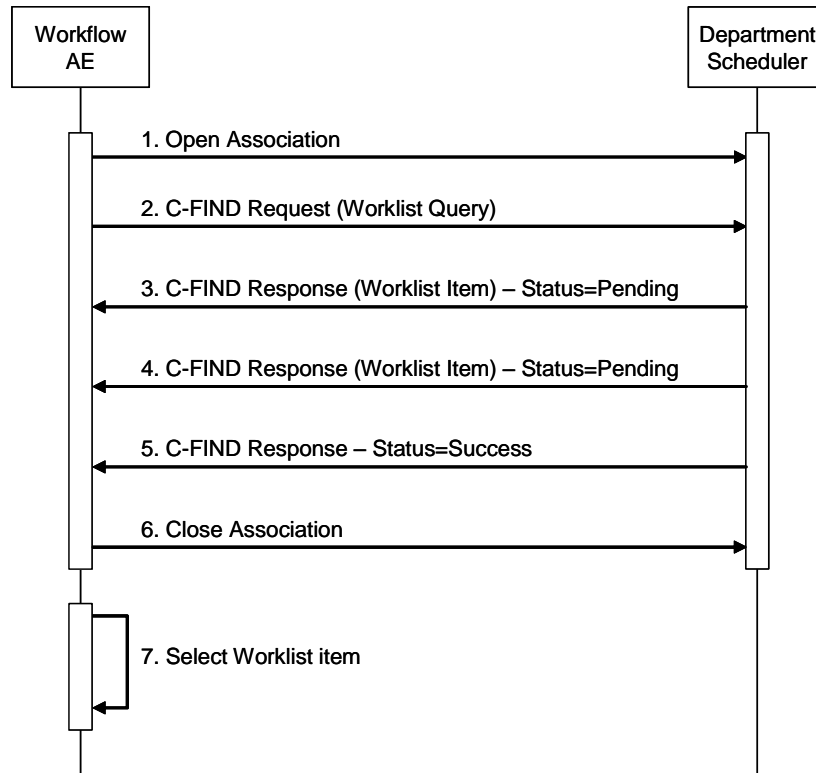 Workflow
AE
Department
Scheduler
1. Open Association
2. C-FIND Request (Worklist Query)
3. C-FIND Response (Worklist Item) – Status=Pending
4. C-FIND Response (Worklist Item) – Status=Pending
5. C-FIND Response – Status=Success
6. Close Association
7. Select Worklist item